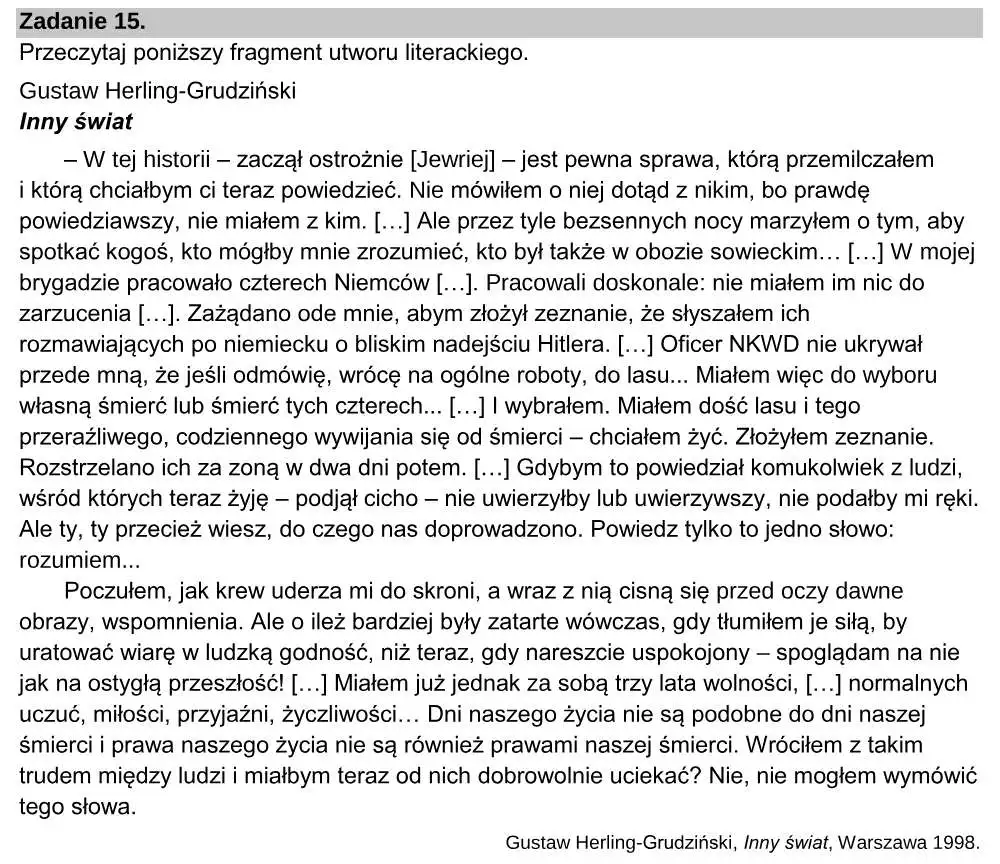 Zadanie 15.
Przeczytaj poniższy fragment utworu literackiego.
Gustaw Herling-Grudziński
Inny świat
– W tej historii – zaczął ostrożnie [Jewriej] – jest pewna sprawa, którą przemilczałem
i którą chciałbym ci teraz powiedzieć. Nie mówiłem o niej dotąd z nikim, bo prawdę
powiedziawszy, nie miałem z kim. […] Ale przez tyle bezsennych nocy marzyłem o tym, aby
spotkać kogoś, kto mógłby mnie zrozumieć, kto był także w obozie sowieckim… […] W mojej
brygadzie pracowało czterech Niemców […]. Pracowali doskonale: nie miałem im nic do
zarzucenia […]. Zażądano ode mnie, abym złożył zeznanie, że słyszałem ich
rozmawiających po niemiecku o bliskim nadejściu Hitlera. […] Oficer NKWD nie ukrywał
przede mną, że jeśli odmówię, wrócę na ogólne roboty, do lasu... Miałem więc do wyboru
własną śmierć lub śmierć tych czterech... […] I wybrałem. Miałem dość lasu i tego
przeraźliwego, codziennego wywijania się od śmierci – chciałem żyć. Złożyłem zeznanie.
Rozstrzelano ich za zoną w dwa dni potem. […] Gdybym to powiedział komukolwiek z ludzi,
wśród których teraz żyję – podjął cicho – nie uwierzyłby lub uwierzywszy, nie podałby mi ręki.
Ale ty, ty przecież wiesz, do czego nas doprowadzono. Powiedz tylko to jedno słowo:
rozumiem...
Poczułem, jak krew uderza mi do skroni, a wraz z nią cisną się przed oczy dawne
obrazy, wspomnienia. Ale o ileż bardziej były zatarte wówczas, gdy tłumiłem je siłą, by
uratować wiarę w ludzką godność, niż teraz, gdy nareszcie uspokojony – spoglądam na nie
jak na ostygłą przeszłość! […] Miałem już jednak za sobą trzy lata wolności, […] normalnych
uczuć, miłości, przyjaźni, życzliwości… Dni naszego życia nie są podobne do dni naszej
śmierci i prawa naszego życia nie są również prawami naszej śmierci. Wróciłem z takim
trudem między ludzi i miałbym teraz od nich dobrowolnie uciekać? Nie, nie mogłem wymówić
tego słowa.
Gustaw Herling-Grudziński, Inny świat, Warszawa 1998.